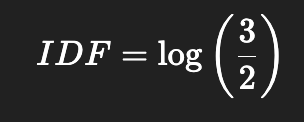 IDF = log(3/2)